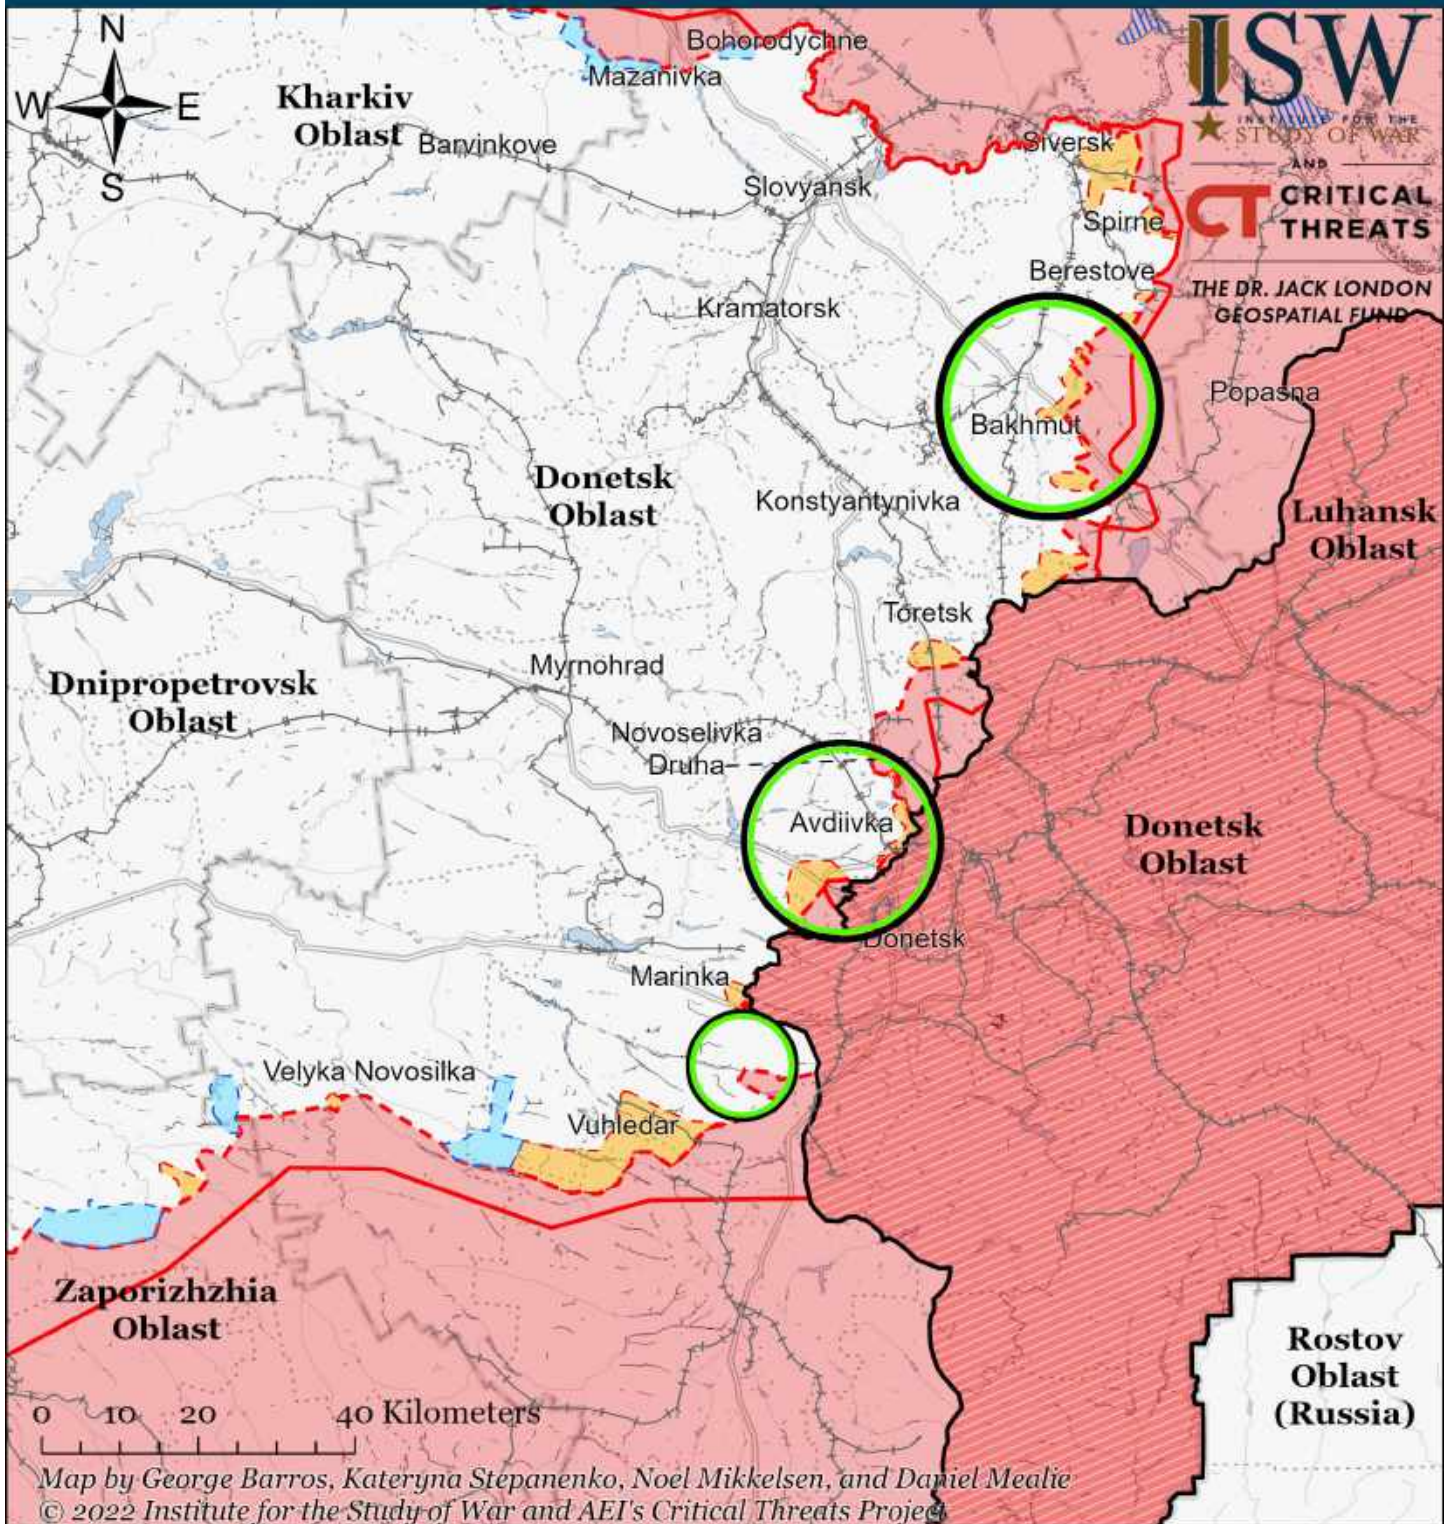 N
W E
S
Kharkiv
Oblast
Bohorodychne
Mazanivka
Barvinkove
Slovyansk
Siversk
Spirne
Berestove
ISW
INSTITUTE FOR THE
STUDY OF WAR
AND
CT CRITICAL
THREATS
THE DR. JACK LONDON
GEOSPATIAL FUND
Kramatorsk
Popasna
Bakhmut
Donetsk
Oblast
Konstyantynivka
Luhansk
Oblast
Toretsk
Myrnohrad
Dnipropetrovsk
Oblast
Novoselivka
Druha
Avdiivka
Donetsk
Oblast
Donetsk
Marinka
Velyka Novosilka
Vuhledar
Zaporizhzhia
Oblast
Rostov
Oblast
(Russia)
0 10 20 40 Kilometers
Map by George Barros, Kateryna Stepanenko, Noel Mikkelsen, and Daniel Mealie
© 2022 Institute for the Study of War and AEI's Critical Threats Project